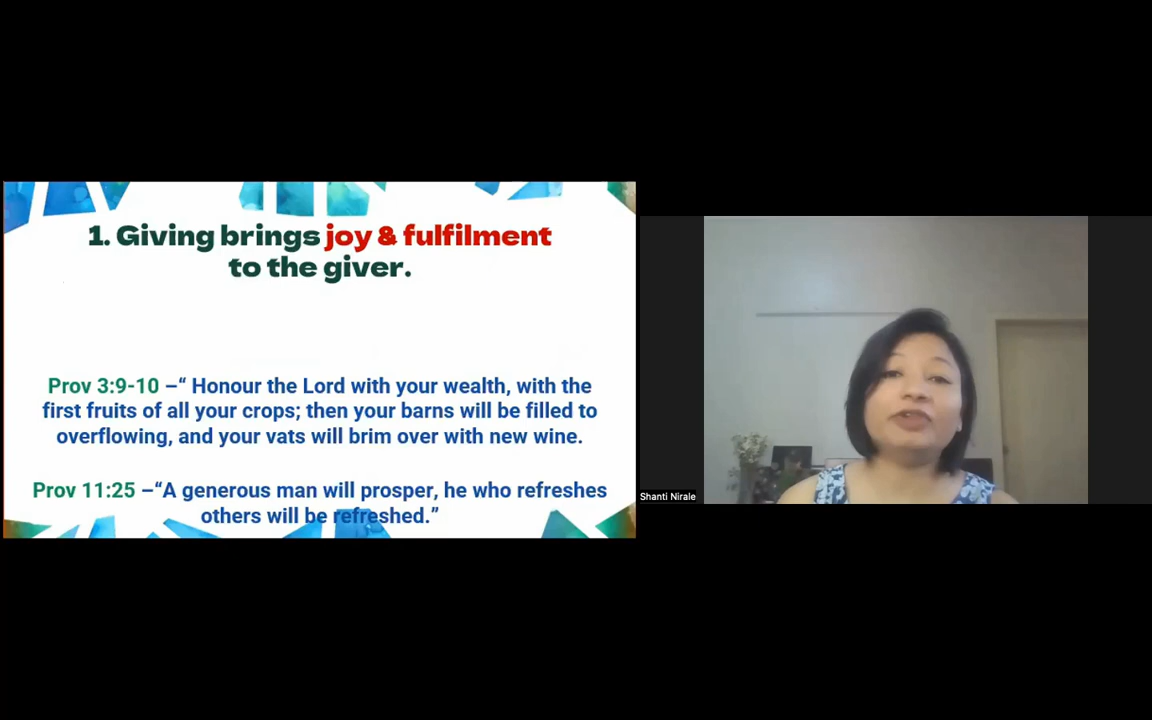 1. Giving brings joy & fulfilment
to the giver.
Prov 3:9-10 –“ Honour the Lord with your wealth, with the
first fruits of all your crops; then your barns will be filled to
overflowing, and your vats will brim over with new wine.
Prov 11:25 –“A generous man will prosper, he who refreshes
others will be refreshed.”
Shanti Nirale